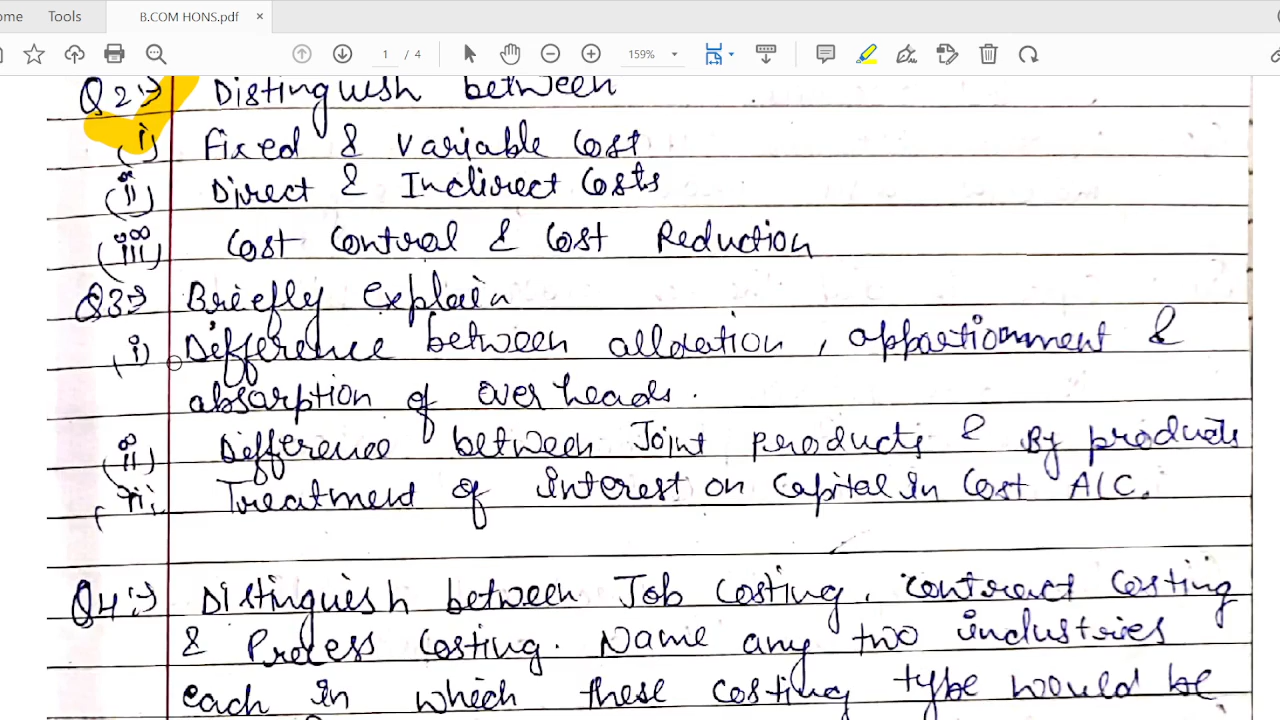 ome Tools B.COM HONS.pdf ×
1 / 4 159%
Q2:→ Distinguish between
(i) Fixed & Variable Cost
(ii) Direct & Indirect Costs
(iii) Cost Control & Cost Reduction
Q3:→ Briefly Explain
(i) Difference between allocation, apportionment &
absorption of overheads.
(ii) Difference between Joint products & By products
(iii Treatment of interest on Capital in Cost A/C.
Q4:→ Distinguish between Job Costing, Contract Costing
& Process Costing. Name any two industries
each in which these costing type would be